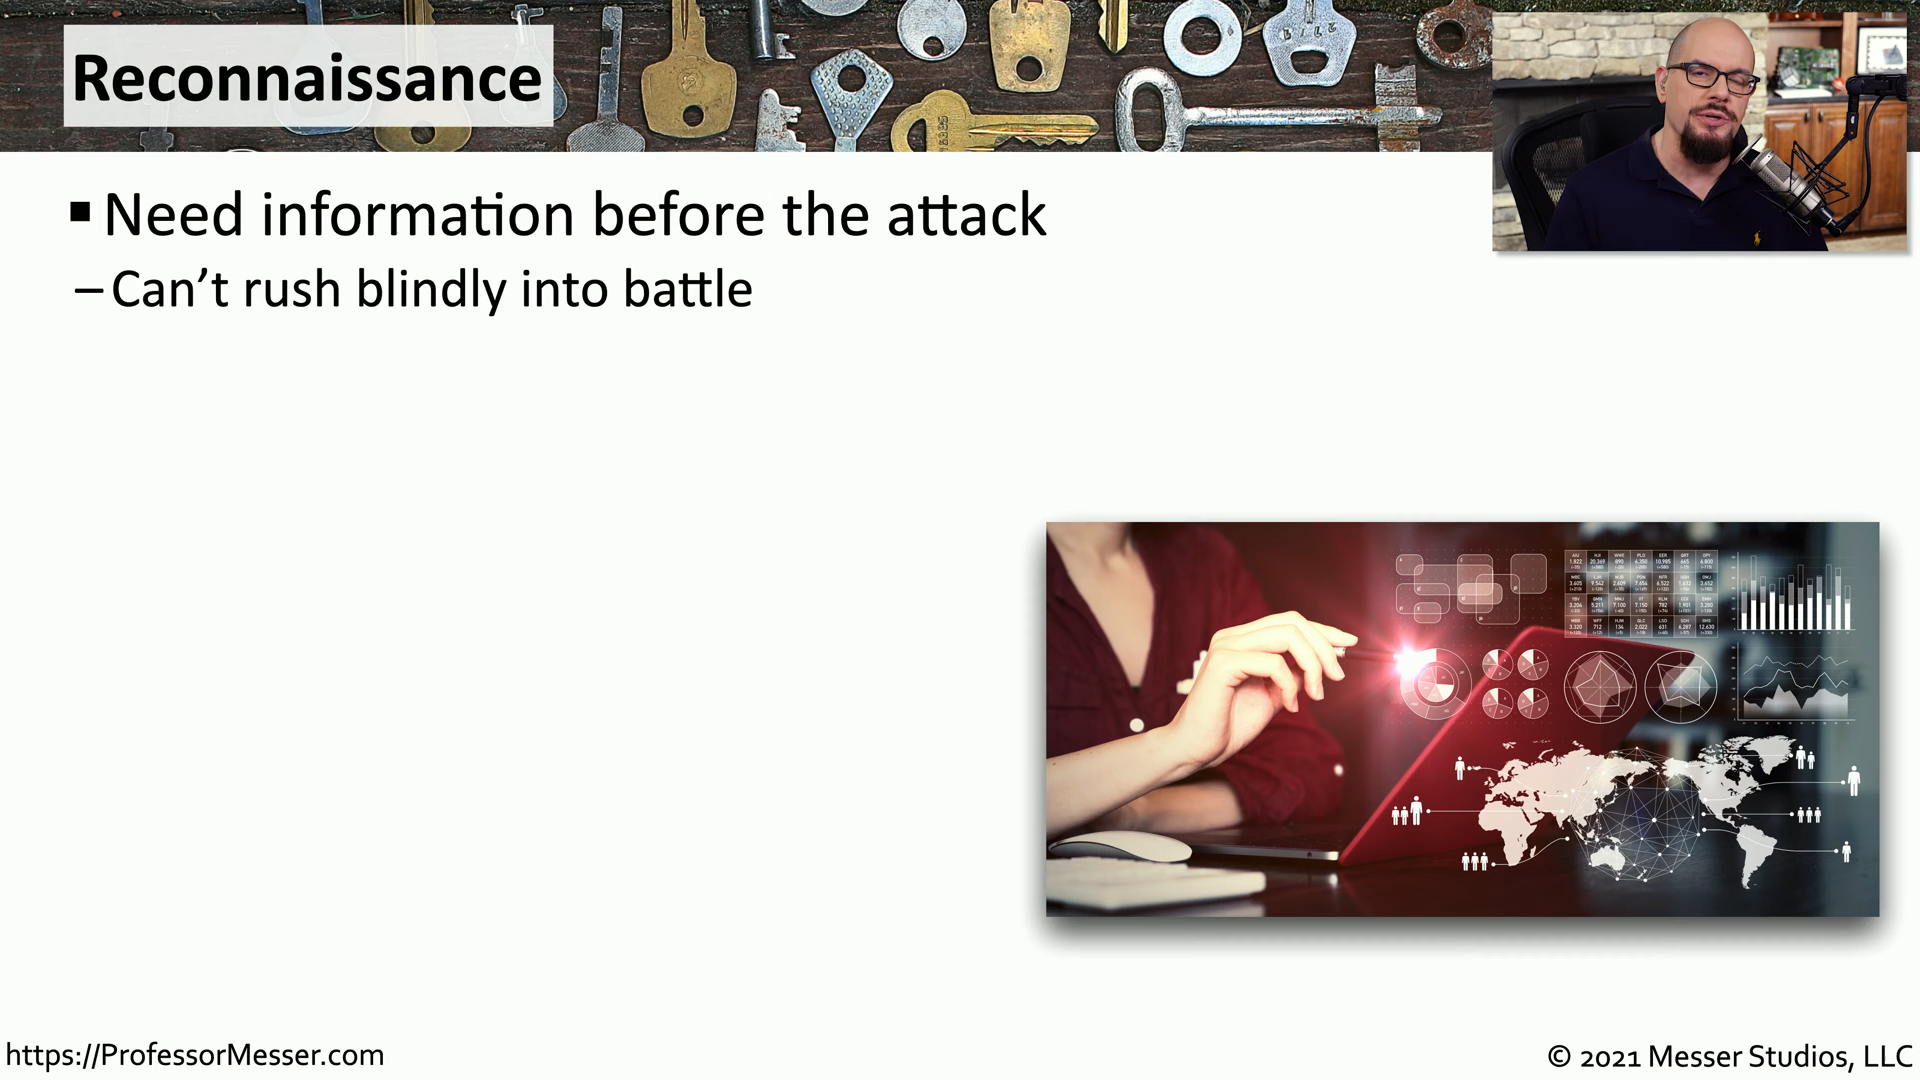 Reconnaissance
▪ Need information before the attack
– Can’t rush blindly into battle
https://ProfessorMesser.com
© 2021 Messer Studios, LLC